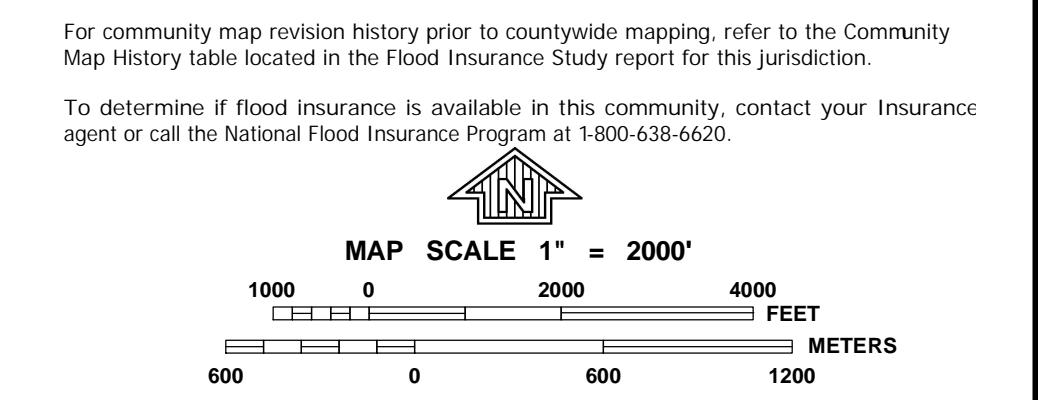 For community map revision history prior to countywide mapping, refer to the Community
Map History table located in the Flood Insurance Study report for this jurisdiction.
To determine if flood insurance is available in this community, contact your Insurance
agent or call the National Flood Insurance Program at 1-800-638-6620.
N
MAP SCALE 1" = 2000'
1000 0 2000 4000
FEET
METERS
600 0 600 1200